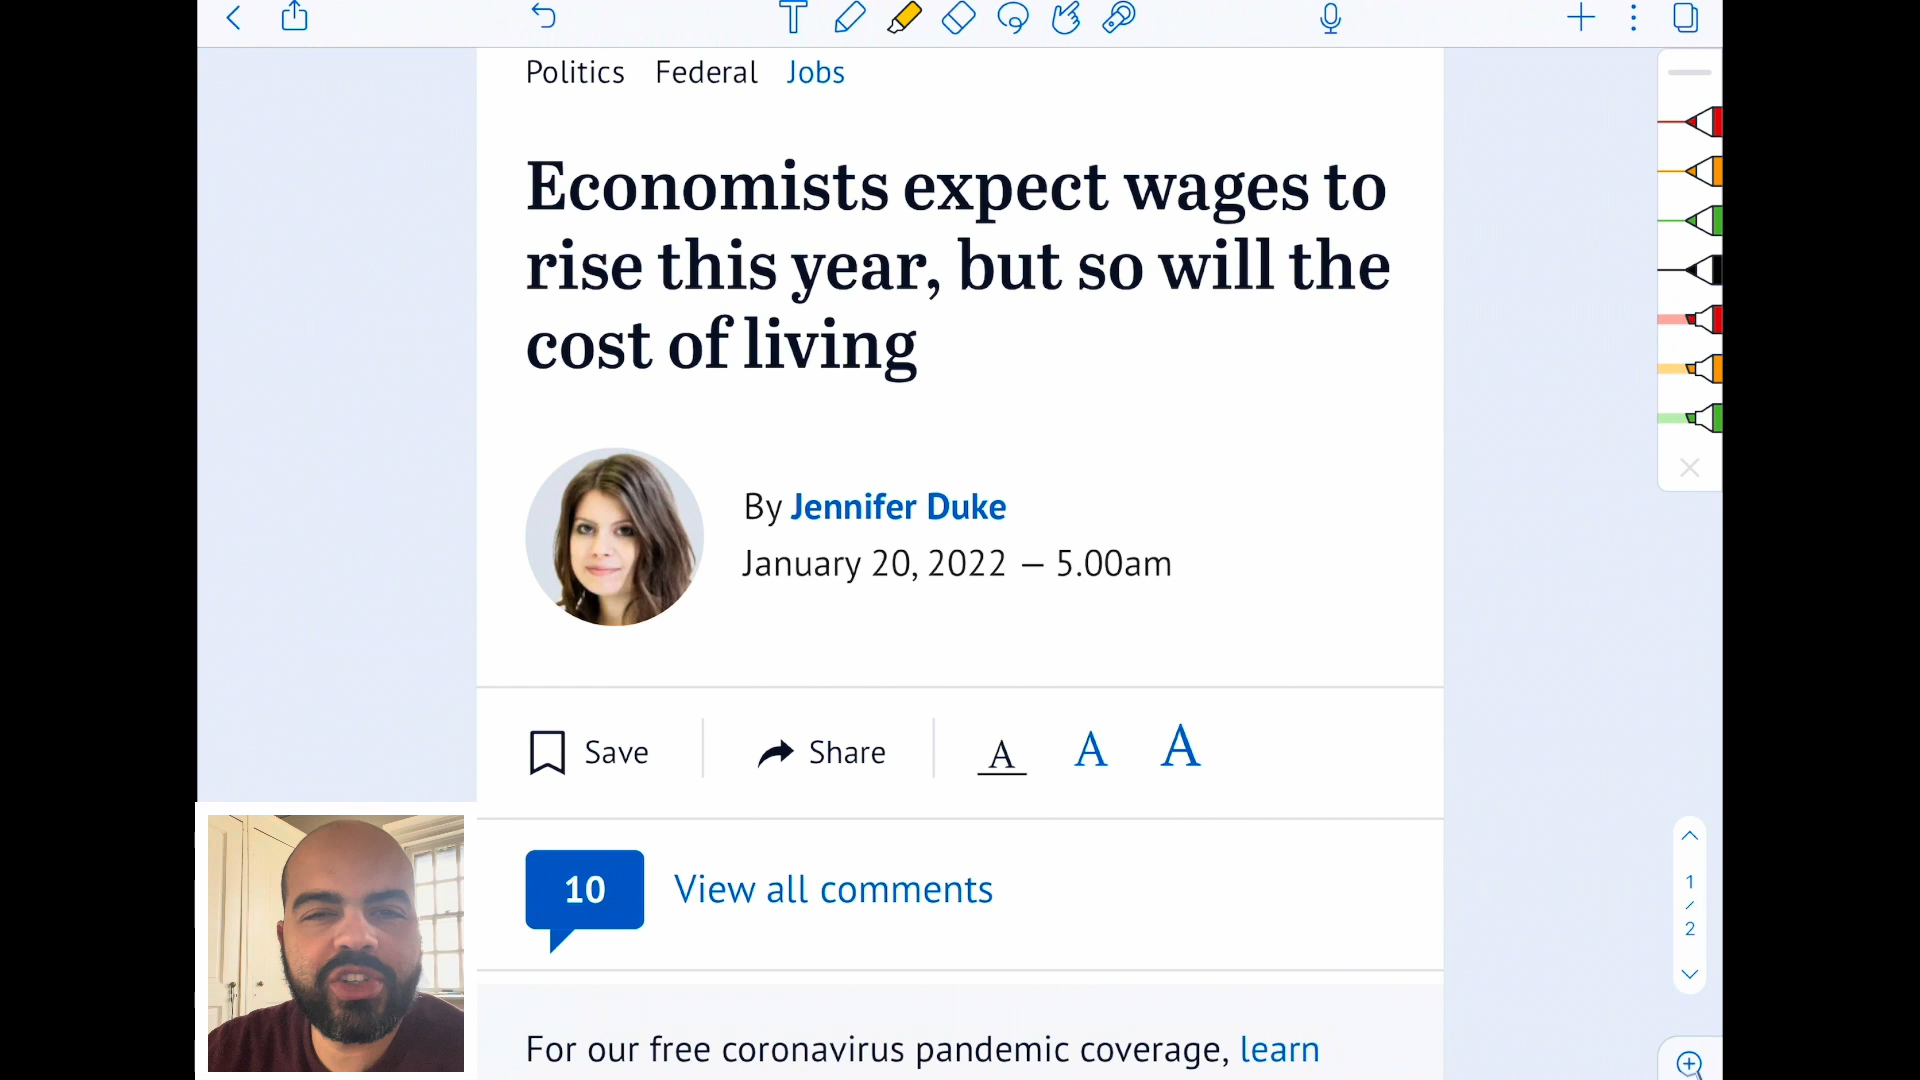 Politics Federal Jobs
Economists expect wages to
rise this year, but so will the
cost of living
By Jennifer Duke
January 20, 2022 — 5.00am
Save Share A A A
10 View all comments
For our free coronavirus pandemic coverage, learn
1
/
2